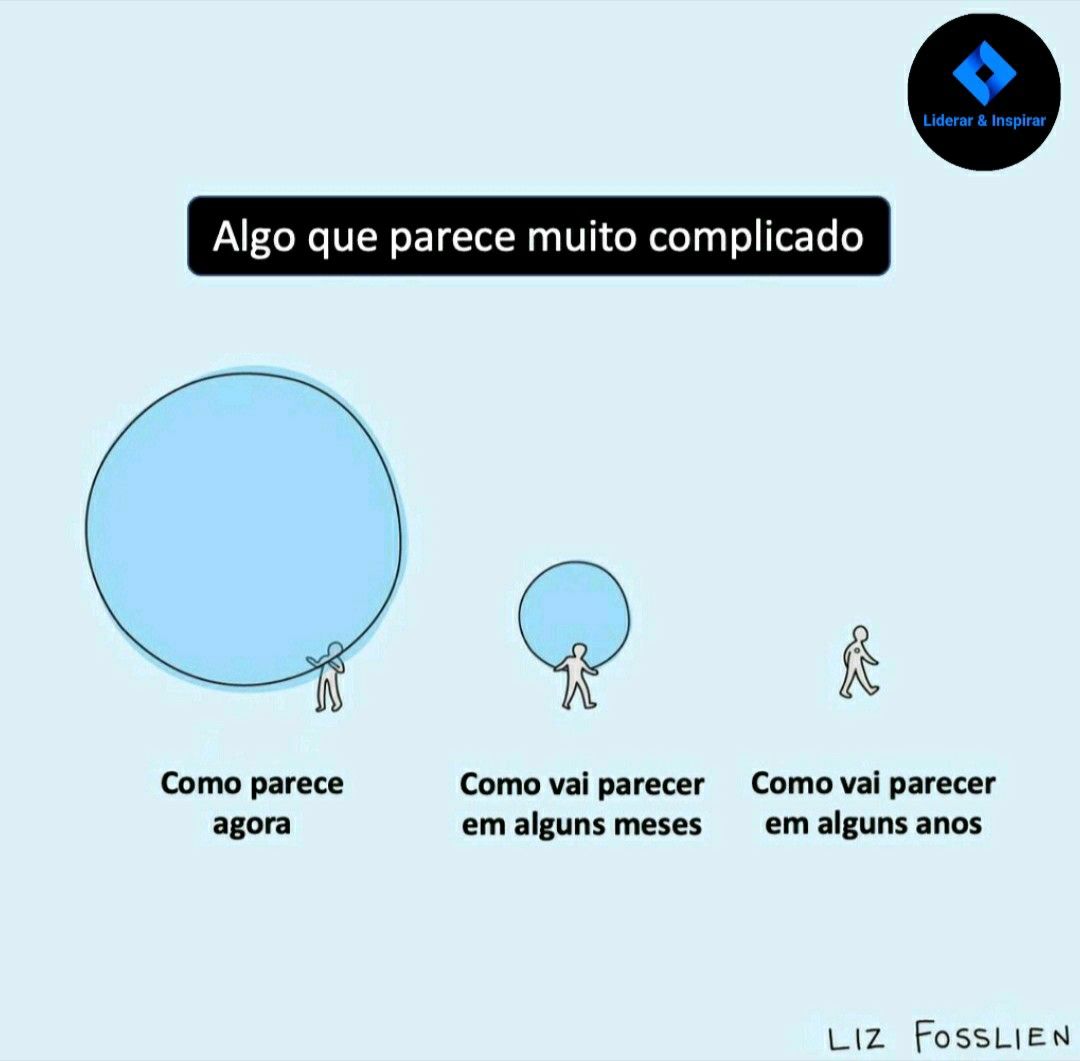 Liderar & Inspirar
Algo que parece muito complicado
Como parece
agora
Como vai parecer
em alguns meses
Como vai parecer
em alguns anos
LIZ FOSSLIEN